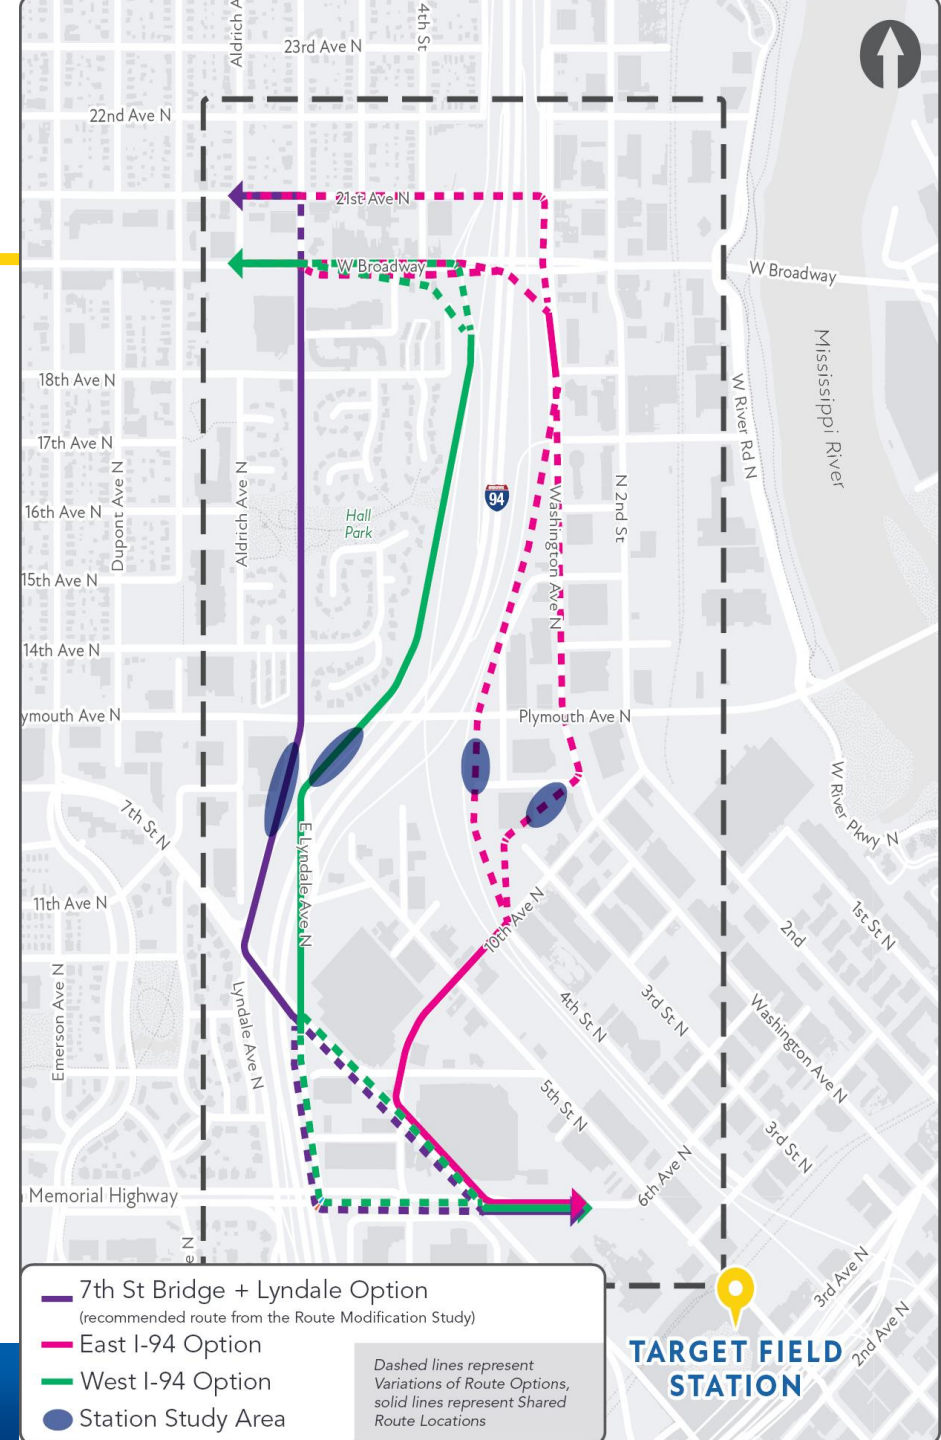 Aldrich A
4th St
23rd Ave N
22nd Ave N
21st Ave N
W Broadway
W Broadway
Mississippi River
W River Rd N
18th Ave N
17th Ave N
Dupont Ave N
Aldrich Ave N
16th Ave N
Hall
Park
94
Washington Ave N
N 2nd St
15th Ave N
14th Ave N
ymouth Ave N
Plymouth Ave N
W River Pkwy N
7th St N
E Lyndale Ave N
11th Ave N
10th Ave N
2nd
1st St N
Emerson Ave N
Lyndale Ave N
4th St N
3rd St N
Washington Ave N
5th St N
3rd St N
6th Ave N
Memorial Highway
e N
3rd Ave N
2nd Ave N
TARGET FIELD
STATION
7th St Bridge + Lyndale Option
(recommended route from the Route Modification Study)
East I-94 Option
West I-94 Option
Station Study Area
Dashed lines represent
Variations of Route Options,
solid lines represent Shared
Route Locations